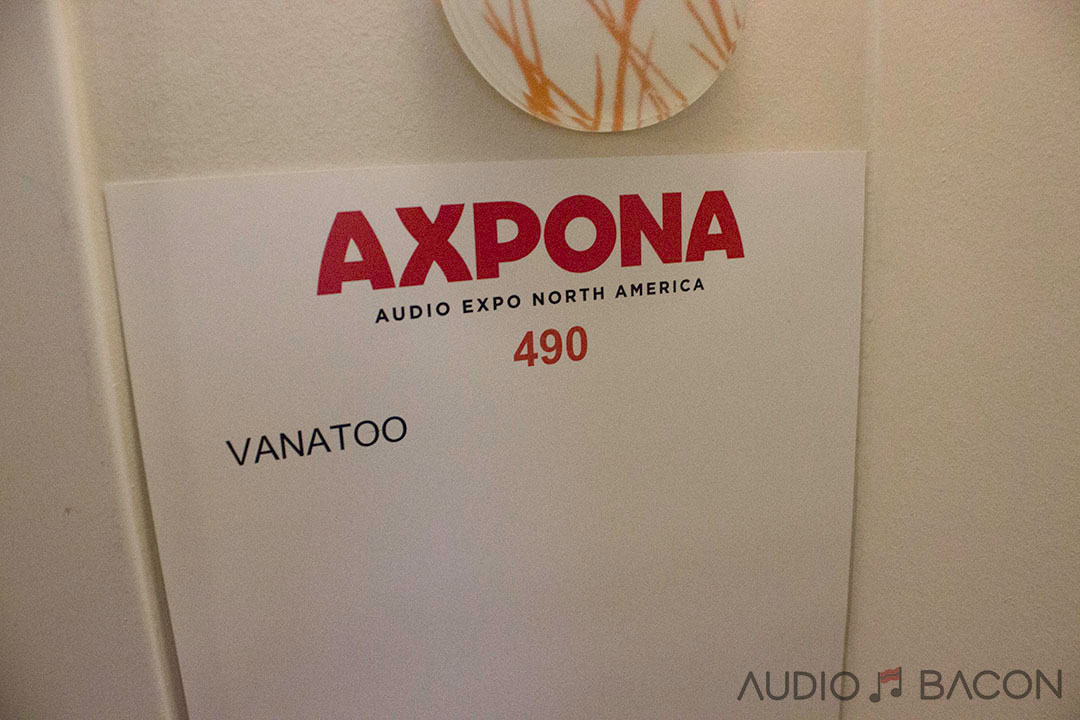 AXPONA
AUDIO EXPO NORTH AMERICA
490
VANATOO
AUDIO BACON